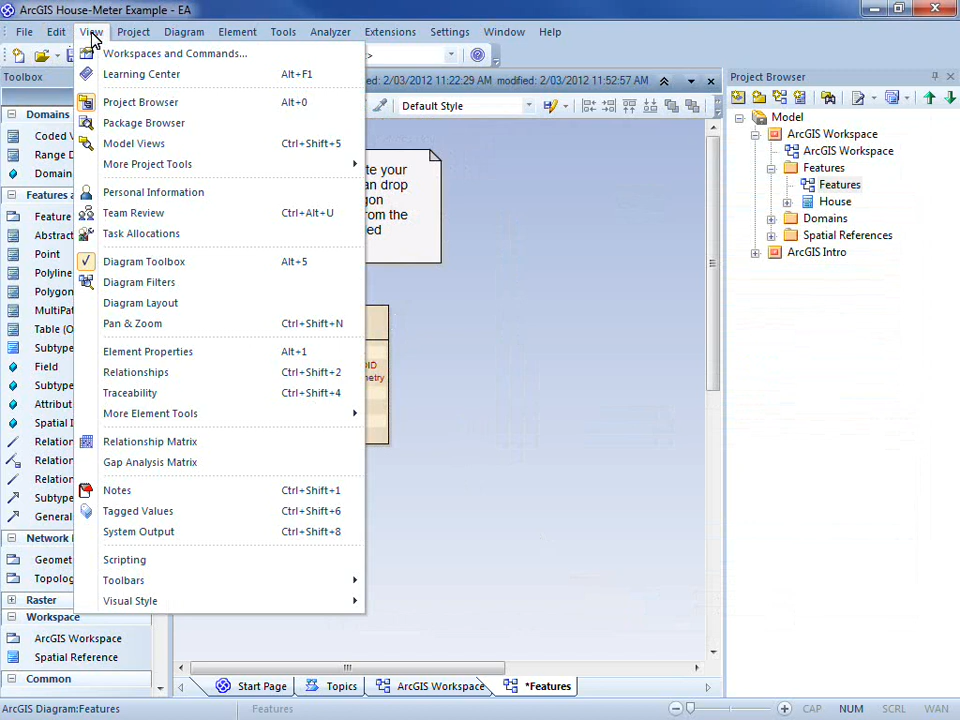 ArcGIS House-Meter Example - EA
File Edit View Project Diagram Element Tools Analyzer Extensions Settings Window Help
Toolbox
Domains
Coded V
Range D
Domain
Features a
Feature
Abstrac
Point
Polyline
Polygon
MultiPat
Table (O
Subtype
Field
Subtype
Attribut
Spatial I
Relation
Relation
Relation
Subtype
General
Network
Geomet
Topolog
Raster
Workspace
ArcGIS Workspace
Spatial Reference
Common
Workspaces and Commands...
Learning Center Alt+F1
Project Browser Alt+0
Package Browser
Model Views Ctrl+Shift+5
More Project Tools
Personal Information
Team Review Ctrl+Alt+U
Task Allocations
Diagram Toolbox Alt+5
Diagram Filters
Diagram Layout
Pan & Zoom Ctrl+Shift+N
Element Properties Alt+1
Relationships Ctrl+Shift+2
Traceability Ctrl+Shift+4
More Element Tools
Relationship Matrix
Gap Analysis Matrix
Notes Ctrl+Shift+1
Tagged Values Ctrl+Shift+6
System Output Ctrl+Shift+8
Scripting
Toolbars
Visual Style
ed: 2/03/2012 11:22:29 AM modified: 2/03/2012 11:52:57 AM
Default Style
te your
an drop
gon
rom the
ed
OID
metry
Start Page Topics ArcGIS Workspace *Features
Project Browser
Model
ArcGIS Workspace
ArcGIS Workspace
Features
Features
House
Domains
Spatial References
ArcGIS Intro
ArcGIS Diagram:Features Features CAP NUM SCRL WAN